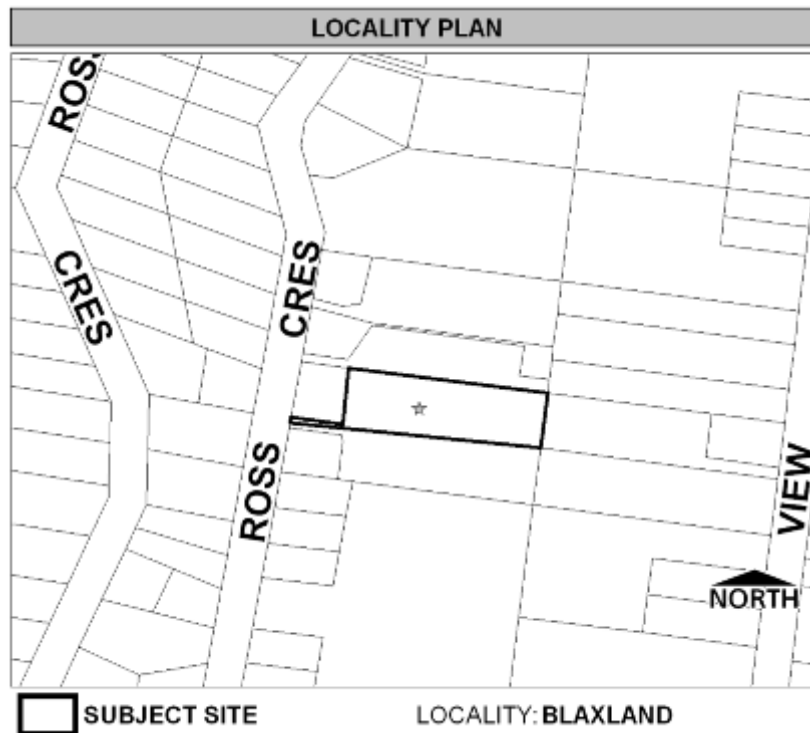 LOCALITY PLAN
ROSS
CRES
CRES
ROSS
VIEW
NORTH
SUBJECT SITE
LOCALITY: BLAXLAND